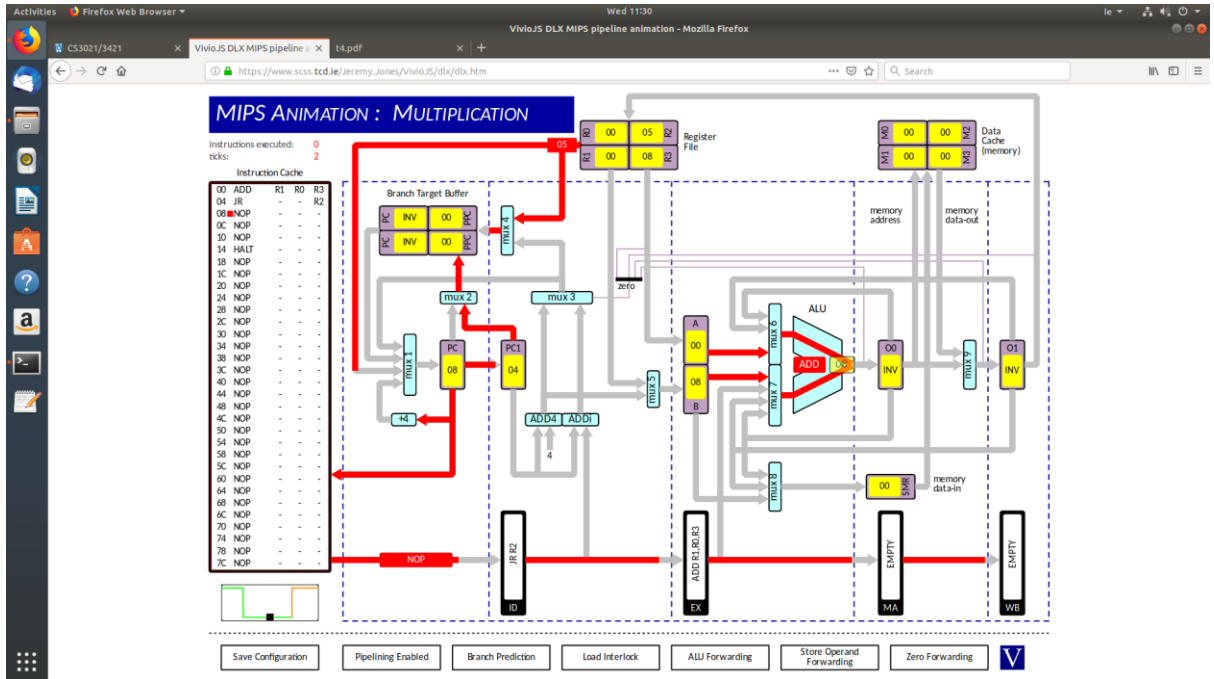 Activities Firefox Web Browser Wed 11:30 ie
VivioJS DLX MIPS pipeline animation - Mozilla Firefox
CS3021/3421 × VivioJS DLX MIPS pipeline a × t4.pdf × +
https://www.scss.tcd.ie/Jeremy.Jones/VivioJS/dlx/dlx.htm ... Search
MIPS ANIMATION : MULTIPLICATION
instructions executed: 0
ticks: 2
Instruction Cache
00 ADD R1 R0 R3
04 JR R2
08 NOP - - -
0C NOP - - -
10 NOP - - -
14 HALT - - -
18 NOP - - -
1C NOP - - -
20 NOP - - -
24 NOP - - -
28 NOP - - -
2C NOP - - -
30 NOP - - -
34 NOP - - -
38 NOP - - -
3C NOP - - -
40 NOP - - -
44 NOP - - -
48 NOP - - -
4C NOP - - -
50 NOP - - -
54 NOP - - -
58 NOP - - -
5C NOP - - -
60 NOP - - -
64 NOP - - -
68 NOP - - -
6C NOP - - -
70 NOP - - -
74 NOP - - -
78 NOP - - -
7C NOP - - -
05
R0 00 05 R2
R1 00 08 R3
Register
File
M0 00 00 M2
M1 00 00 M3
Data
Cache
(memory)
Branch Target Buffer
PC INV 00 PPC
PC INV 00 PPC
mux 4
memory
address
memory
data-out
zero
mux 2
mux 3
mux 1
PC
08
PC1
04
+4
ADD4 ADDi
4
mux 5
A
00
08
B
mux 6
mux 7
ALU
ADD 08
O0
INV
mux 9
O1
INV
mux 8
00 SMR
memory
data-in
NOP
JR R2
ID
ADD R1,R0,R3
EX
EMPTY
MA
EMPTY
WB
Save Configuration
Pipelining Enabled
Branch Prediction
Load Interlock
ALU Forwarding
Store Operand
Forwarding
Zero Forwarding
V